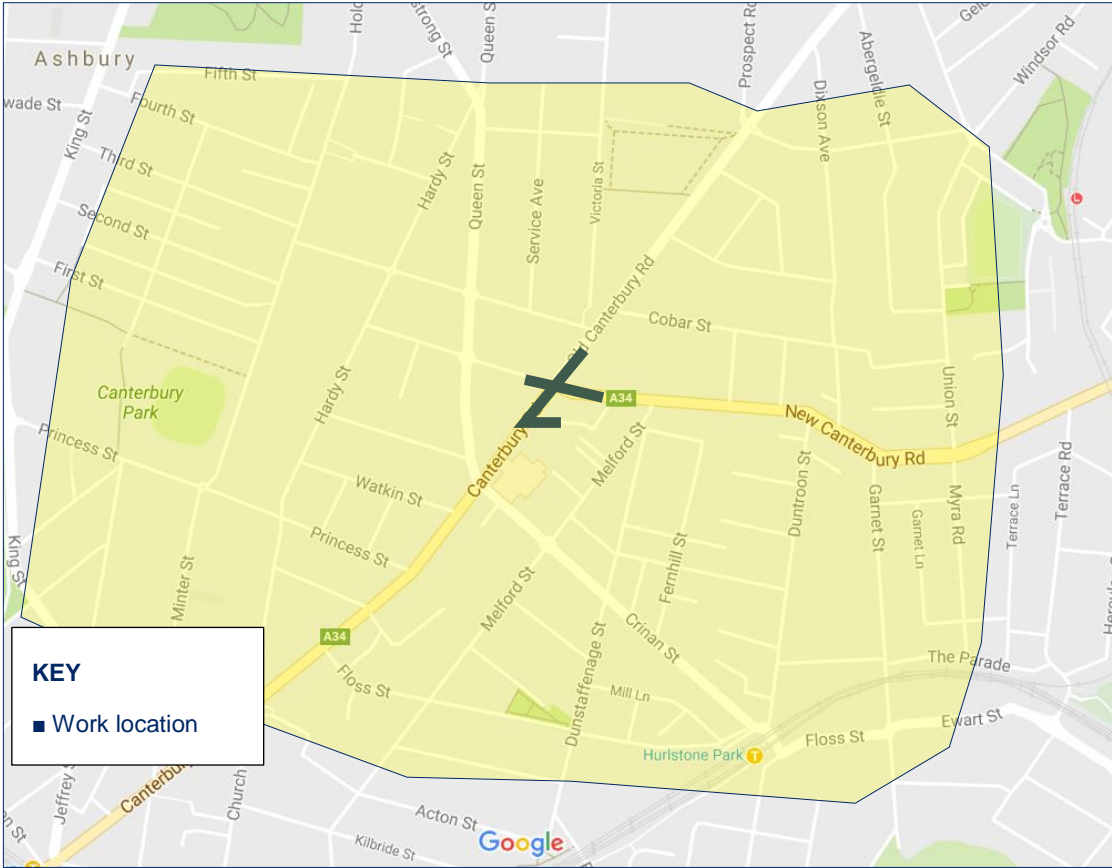 Ashbury
Fifth St
Queen St
Prospect Rd
Windsor Rd
Abergeldie St
Dixson Ave
wade St
Fourth St
King St
Third St
Hardy St
Queen St
Service Ave
Victoria St
Second St
First St
Old Canterbury Rd
Cobar St
Canterbury
Park
Hardy St
A34
Union St
New Canterbury Rd
Princess St
Canterbury
Melford St
Watkin St
Duntroon St
Garnet St
Garnet Ln
Myra Rd
Terrace Ln
Terrace Rd
King St
Princess St
Minter St
Fernhill St
Melford St
Crinan St
A34
KEY
■ Work location
Floss St
Dunstaffenage St
Mill Ln
The Parade
Hurlstone Park
T
Floss St
Ewart St
Jeffrey St
Canterbury
Church
Acton St
Kilbride St
Google